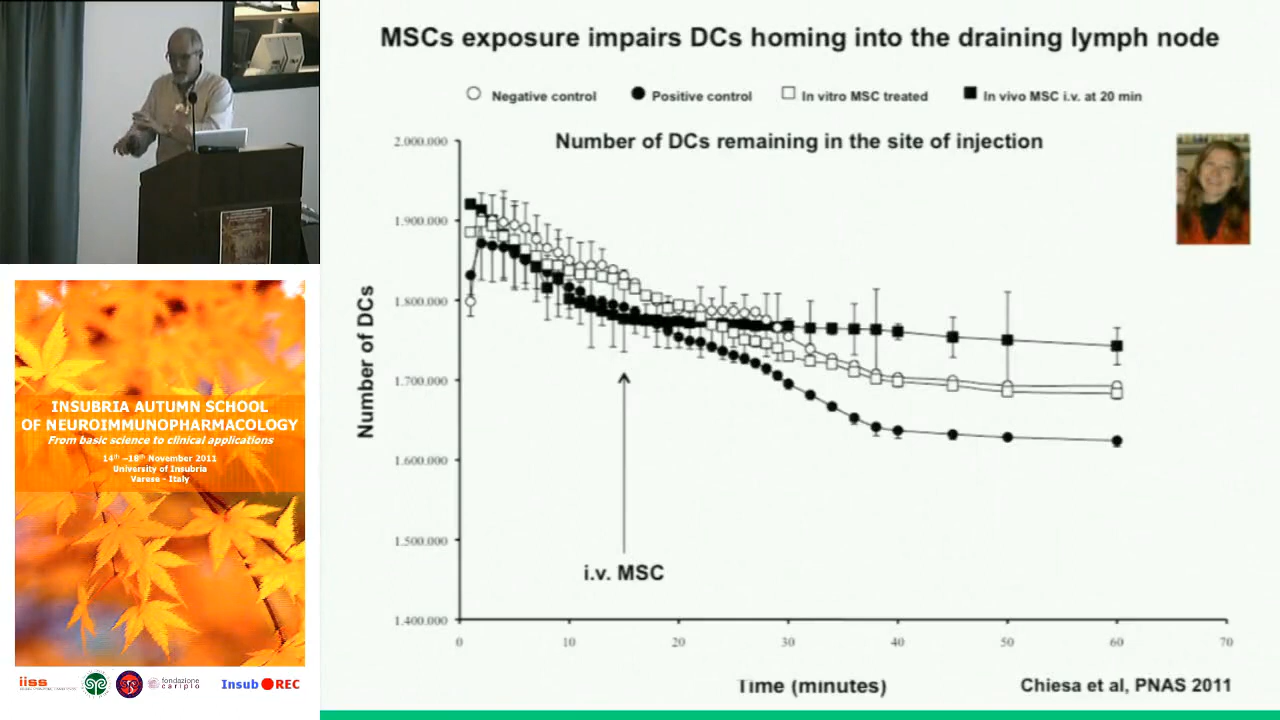 MSCs exposure impairs DCs homing into the draining lymph node
Negative control
Positive control
In vitro MSC treated
In vivo MSC i.v. at 20 min
Number of DCs remaining in the site of injection
Number of DCs
2.000.000
1.900.000
1.800.000
1.700.000
1.600.000
1.500.000
1.400.000
i.v. MSC
0
10
20
30
40
50
60
70
Time (minutes)
Chiesa et al, PNAS 2011
INSUBRIA AUTUMN SCHOOL
OF NEUROIMMUNOPHARMACOLOGY
From basic science to clinical applications
14th –18th November 2011
University of Insubria
Varese - Italy
iiss
fondazione
cariplo
Insub REC